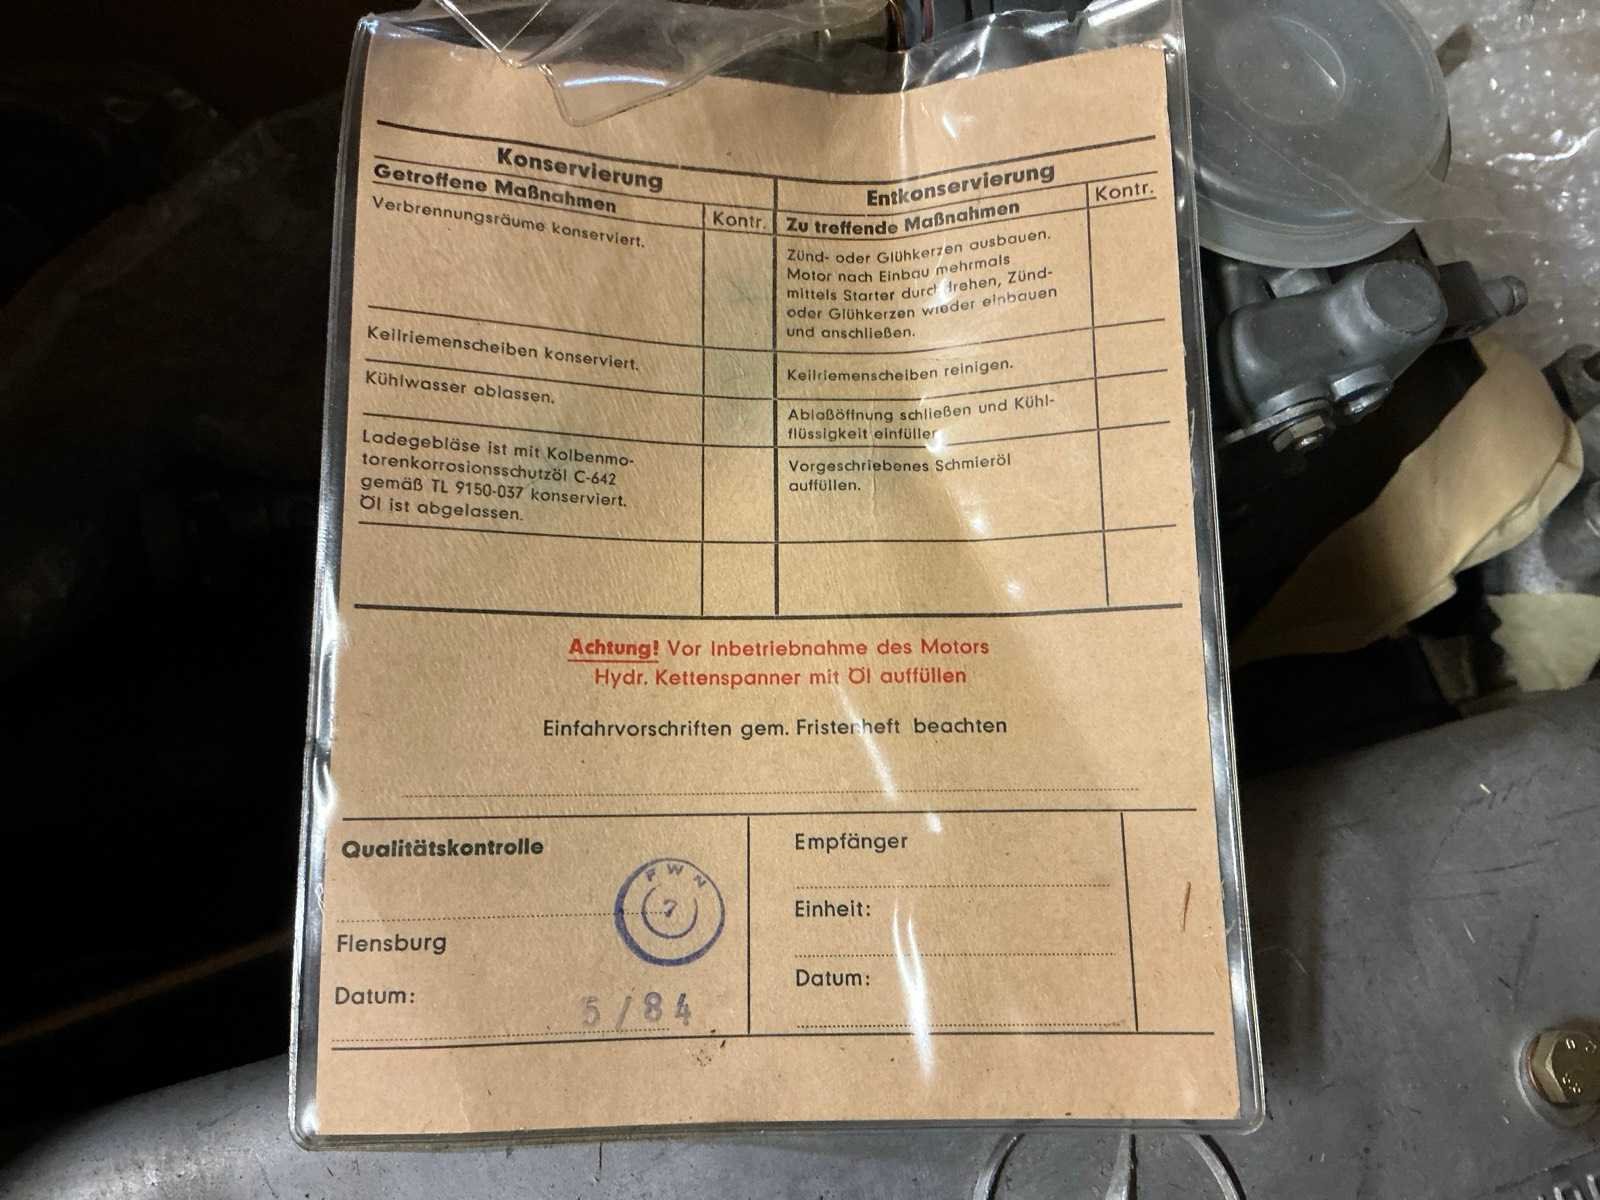 Konservierung
Getroffene Maßnahmen
Kontr.
Verbrennungsräume konserviert.
Keilriemenscheiben konserviert.
Kühlwasser ablassen.
Ladegebläse ist mit Kolbenmo-
torenkorrosionsschutzöl C-642
gemäß TL 9150-037 konserviert.
Öl ist abgelassen.
Entkonservierung
Zu treffende Maßnahmen
Kontr.
Zünd- oder Glühkerzen ausbauen.
Motor nach Einbau mehrmals
mittels Starter durchdrehen, Zünd-
oder Glühkerzen wieder einbauen
und anschließen.
Keilriemenscheiben reinigen.
Ablaßöffnung schließen und Kühl-
flüssigkeit einfüllen
Vorgeschriebenes Schmieröl
auffüllen.
Achtung! Vor Inbetriebnahme des Motors
Hydr. Kettenspanner mit Öl auffüllen
Einfahrvorschriften gem. Fristenheft beachten
Qualitätskontrolle
FWN
7
Flensburg
Datum:
5/84
Empfänger
Einheit:
Datum: